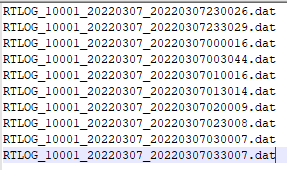 RTLOG_10001_20220307_20220307230026.dat
RTLOG_10001_20220307_20220307233029.dat
RTLOG_10001_20220307_20220307000016.dat
RTLOG_10001_20220307_20220307003044.dat
RTLOG_10001_20220307_20220307010016.dat
RTLOG_10001_20220307_20220307013014.dat
RTLOG_10001_20220307_20220307020009.dat
RTLOG_10001_20220307_20220307023008.dat
RTLOG_10001_20220307_20220307030007.dat
RTLOG_10001_20220307_20220307033007.dat